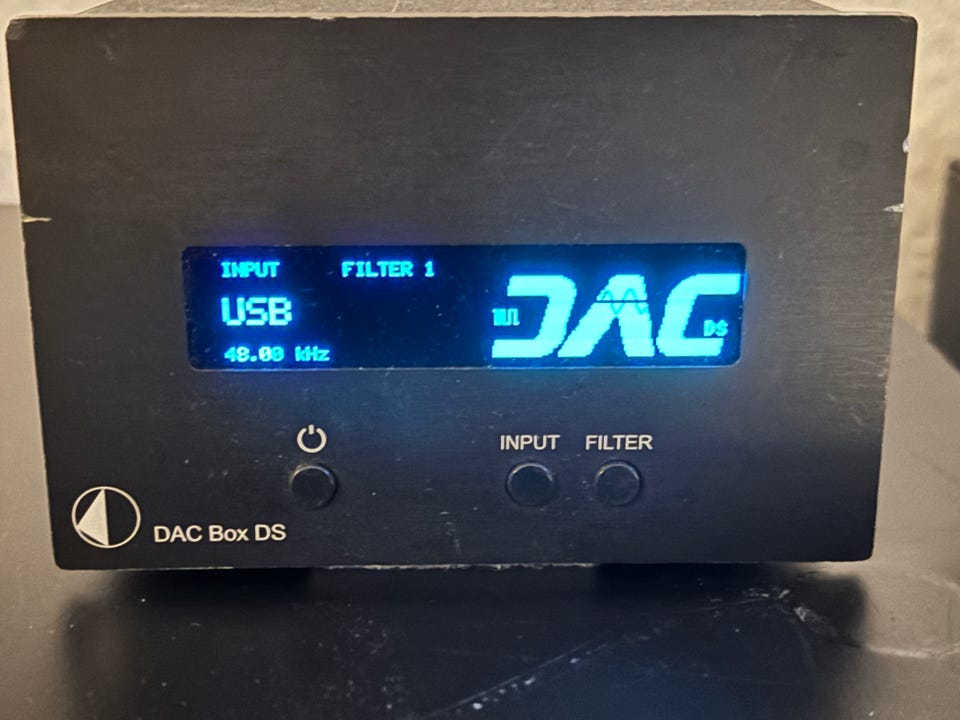 INPUT FILTER 1
USB
48.00 kHz
DAC
DS
INPUT FILTER
DAC Box DS